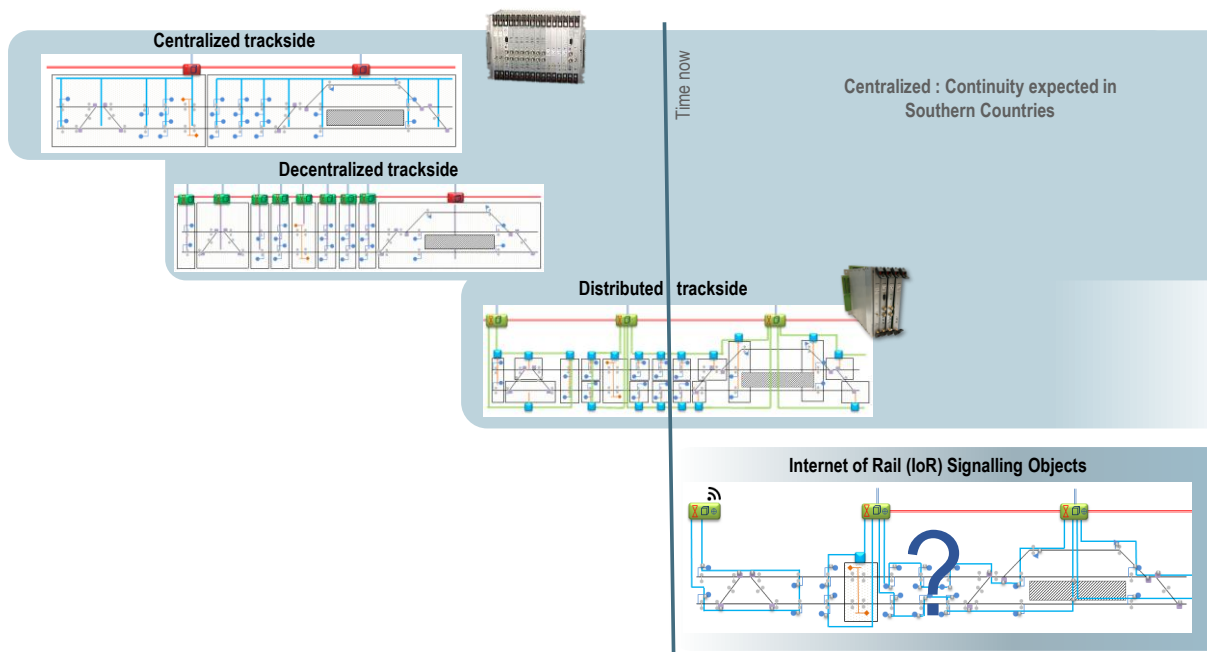 Centralized trackside
Time now
Centralized : Continuity expected in
Southern Countries
Decentralized trackside
Distributed trackside
Internet of Rail (IoR) Signalling Objects
?